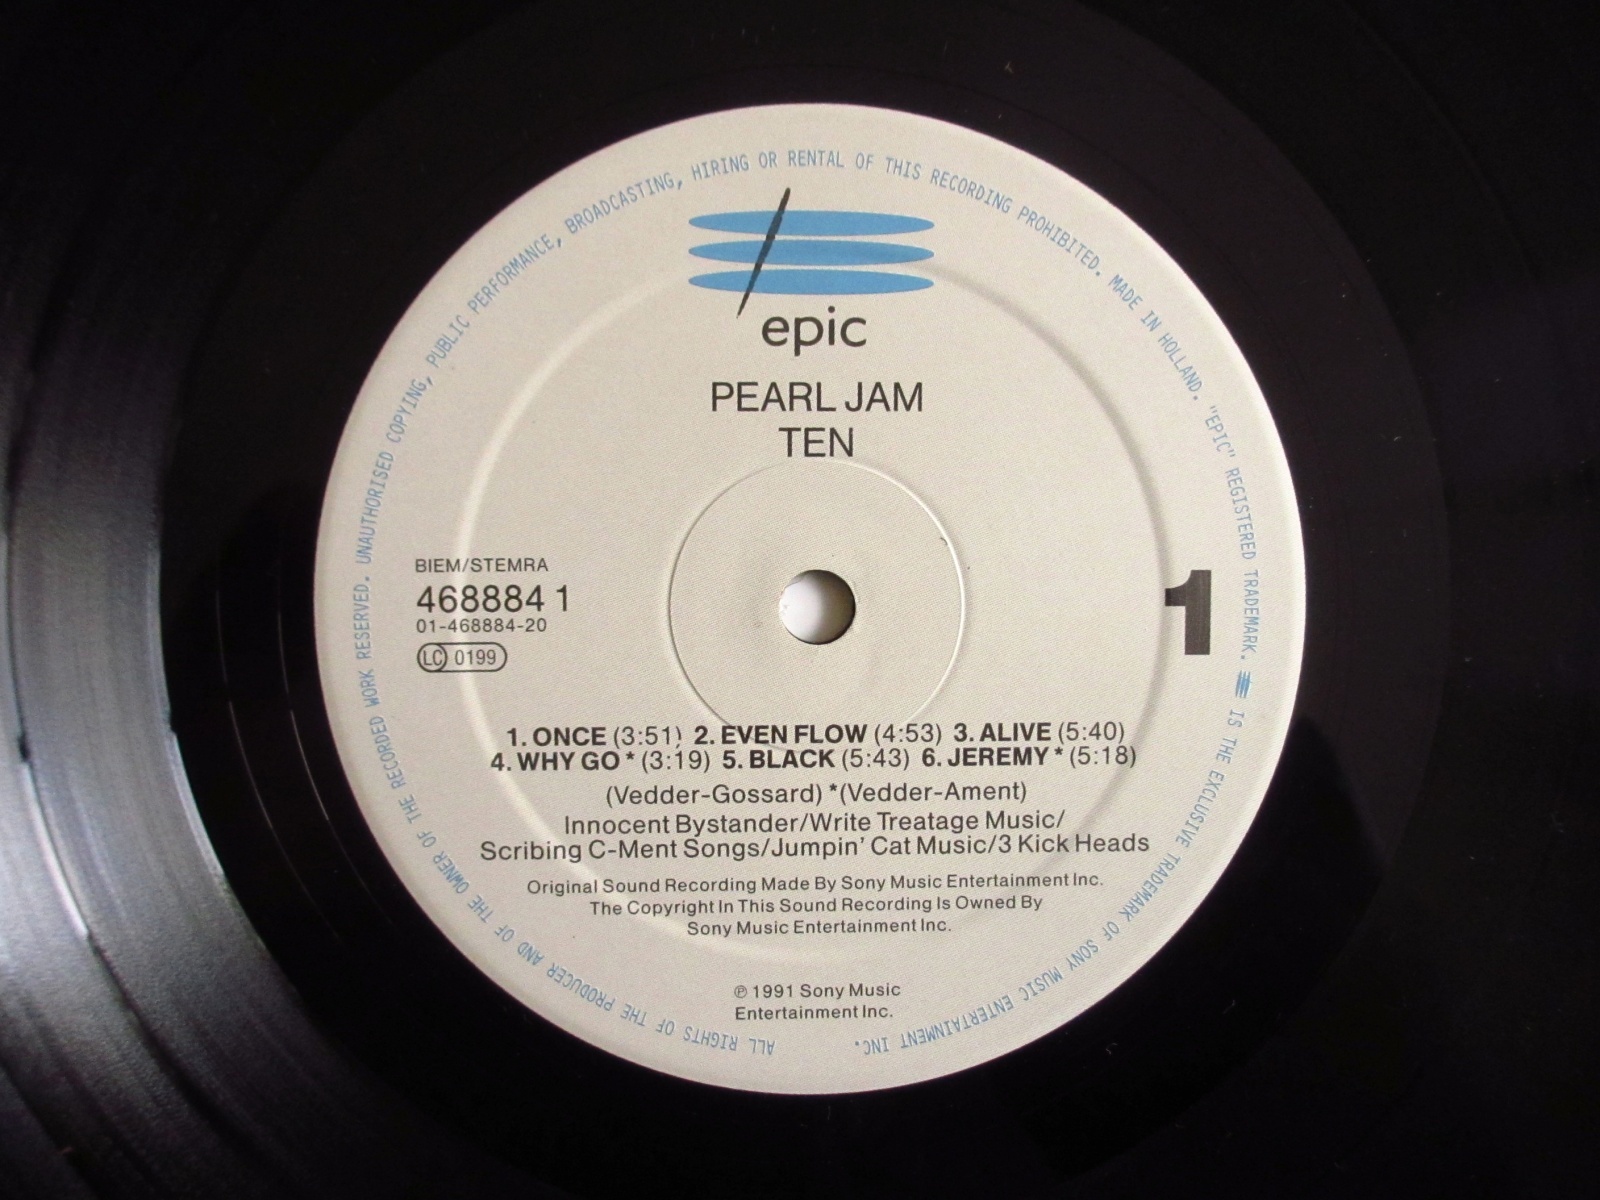 ALL RIGHTS OF THE PRODUCER AND OF THE OWNER OF THE RECORDED WORK RESERVED. UNAUTHORISED COPYING, PUBLIC PERFORMANCE, BROADCASTING, HIRING OR RENTAL OF THIS RECORDING PROHIBITED. MADE IN HOLLAND. "EPIC" REGISTERED TRADEMARK. IS THE EXCLUSIVE TRADEMARK OF SONY MUSIC ENTERTAINMENT INC.
epic
PEARL JAM
TEN
BIEM/STEMRA
468884 1
01-468884-20
LC 0199
1
1. ONCE (3:51) 2. EVEN FLOW (4:53) 3. ALIVE (5:40)
4. WHY GO * (3:19) 5. BLACK (5:43) 6. JEREMY * (5:18)
(Vedder-Gossard) *(Vedder-Ament)
Innocent Bystander/Write Treatage Music/
Scribing C-Ment Songs/Jumpin' Cat Music/3 Kick Heads
Original Sound Recording Made By Sony Music Entertainment Inc.
The Copyright In This Sound Recording Is Owned By
Sony Music Entertainment Inc.
℗ 1991 Sony Music
Entertainment Inc.